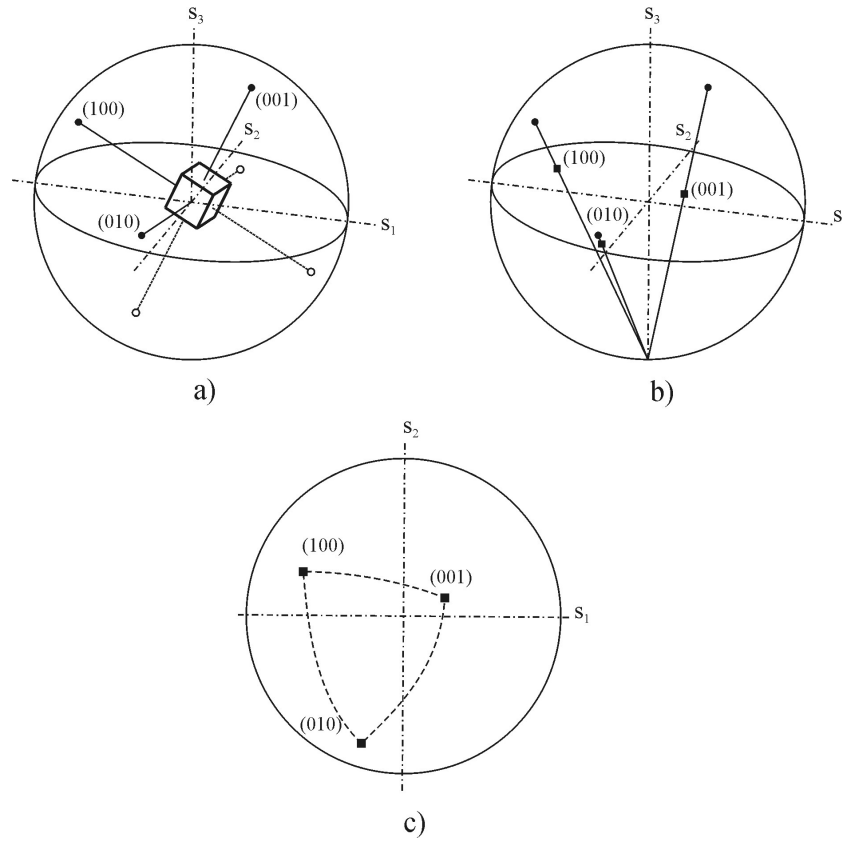 s₃
(100)
(001)
s₂
(010)
s₁
a)
s₃
s₂
(100)
(001)
(010)
s
b)
s₂
(100)
(001)
s₁
(010)
c)